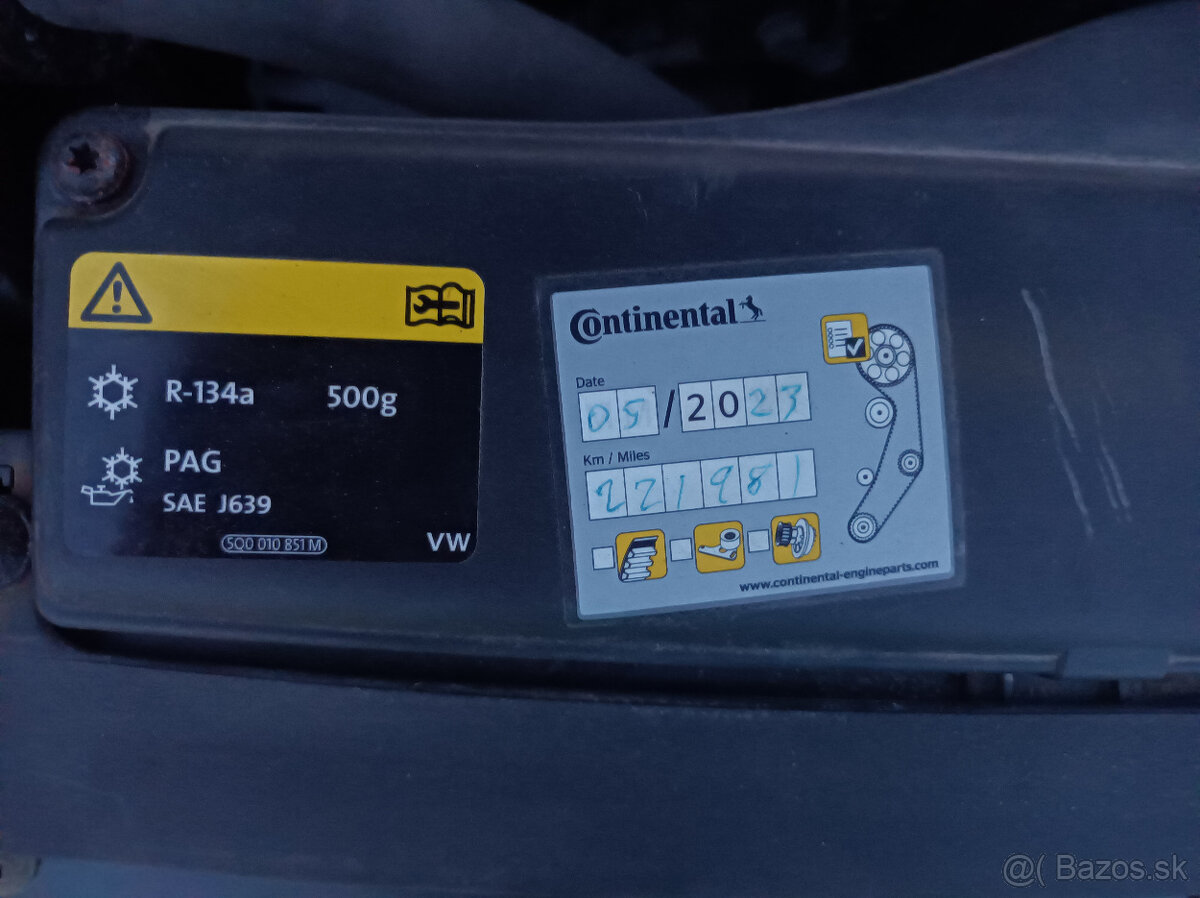 R-134a 500g
PAG
SAE J639
5Q0 010 851 M
VW
Continental
Date
05/2023
Km / Miles
221981
www.continental-engineparts.com
@( Bazos.sk